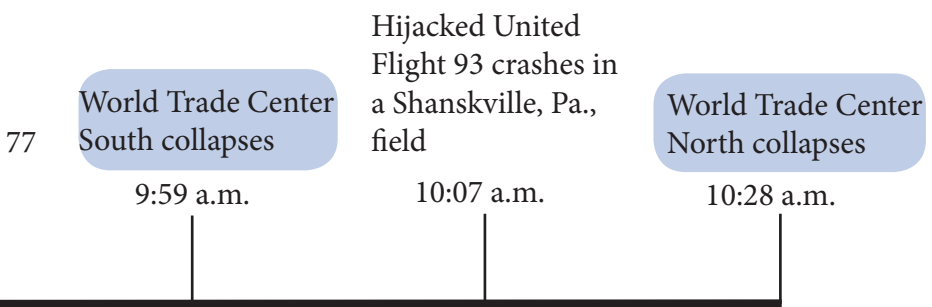 77
World Trade Center
South collapses
9:59 a.m.
Hijacked United
Flight 93 crashes in
a Shanskville, Pa.,
field
10:07 a.m.
World Trade Center
North collapses
10:28 a.m.